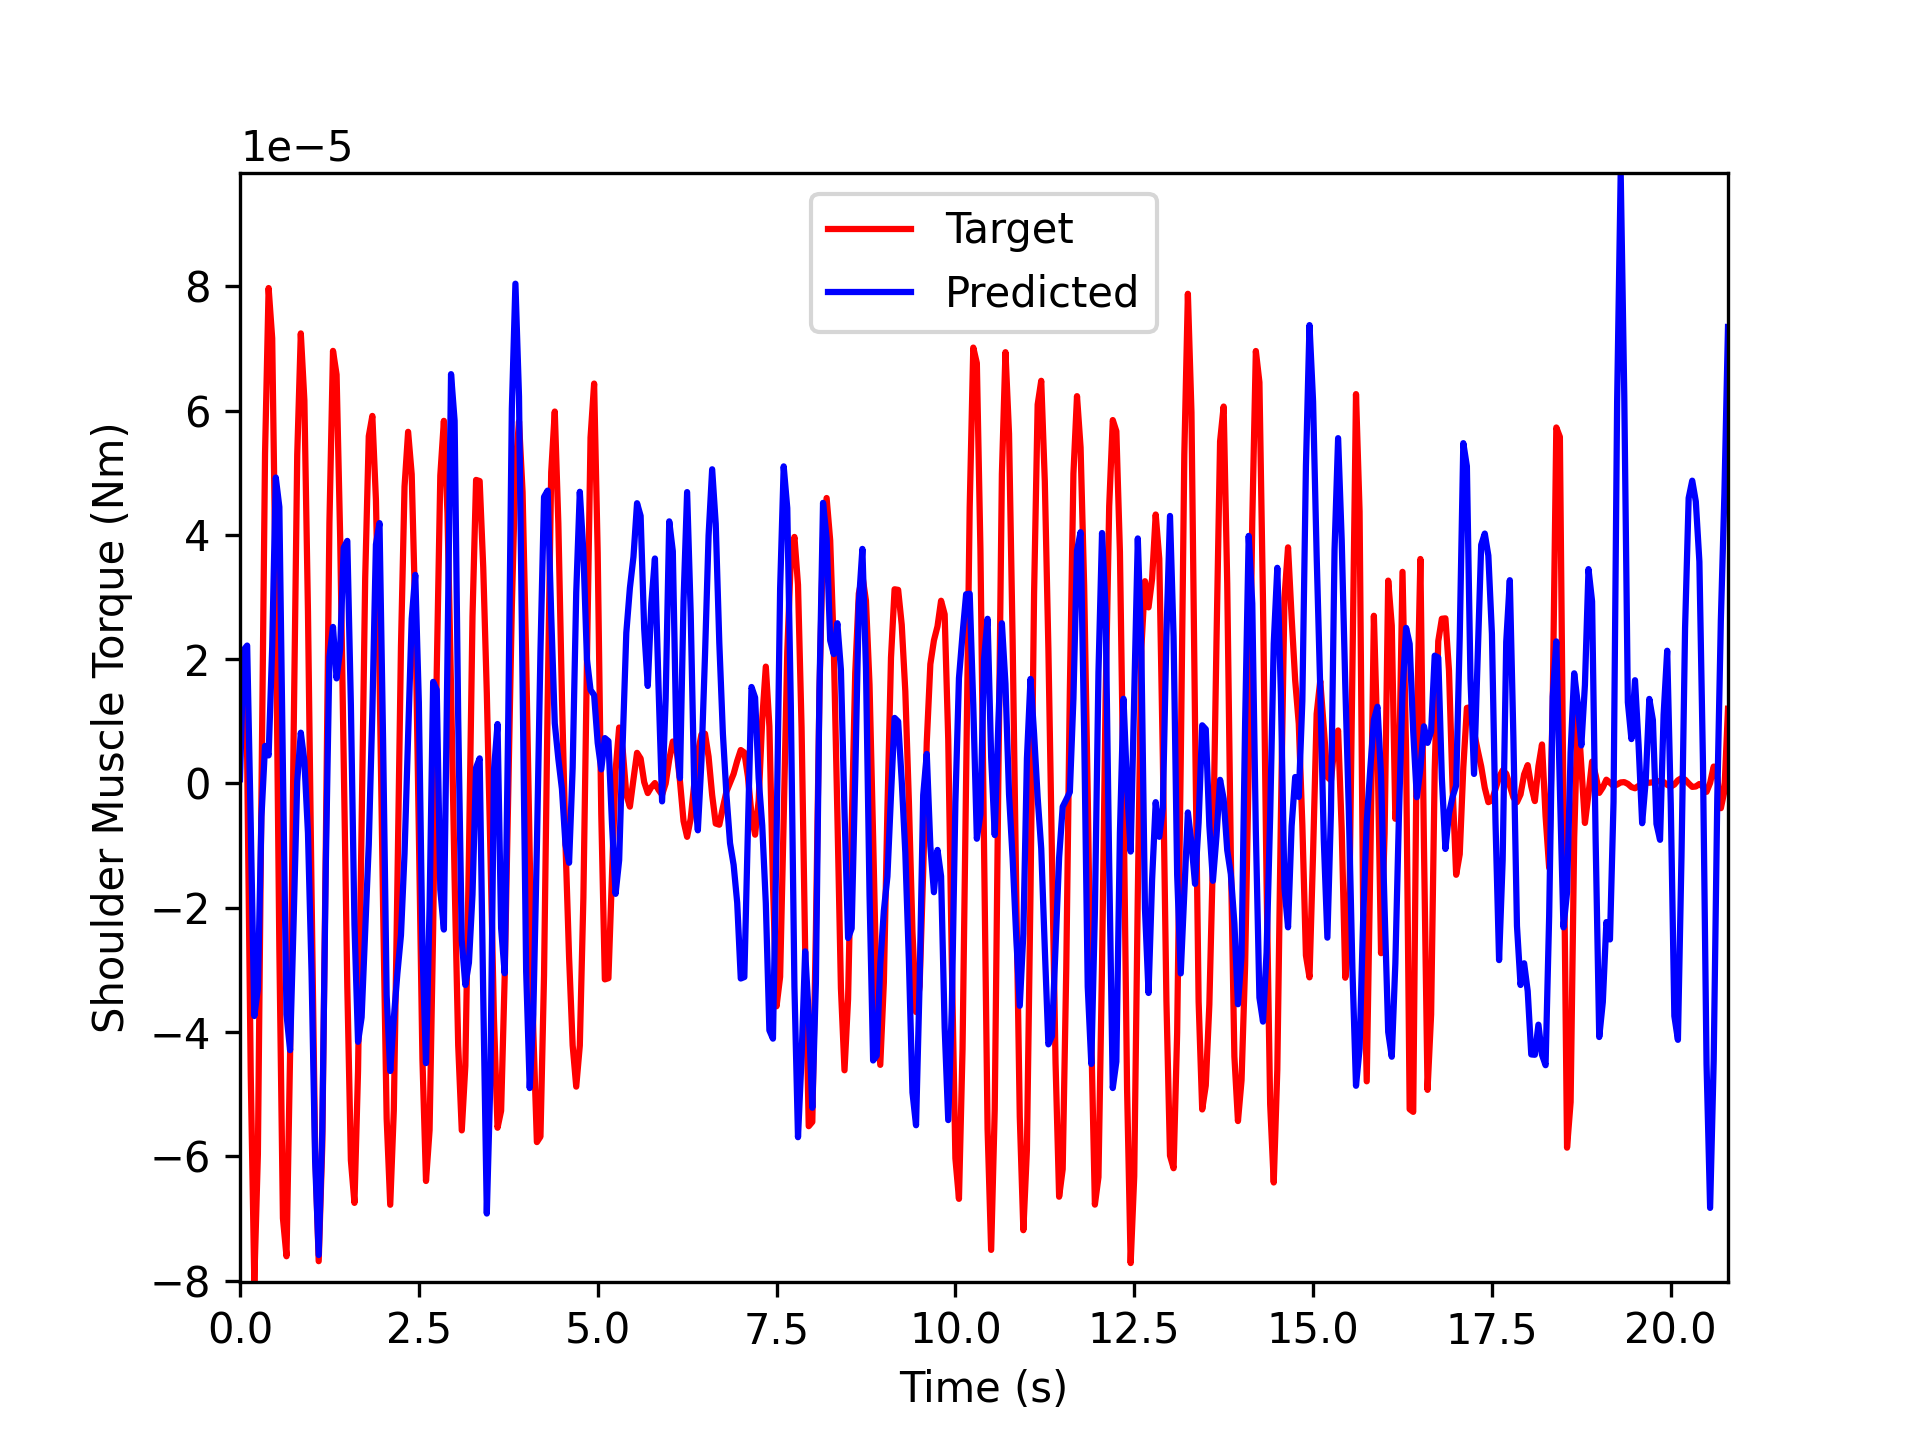 1e−5
Target
Predicted
Shoulder Muscle Torque (Nm)
8
6
4
2
0
−2
−4
−6
−8
0.0 2.5 5.0 7.5 10.0 12.5 15.0 17.5 20.0
Time (s)